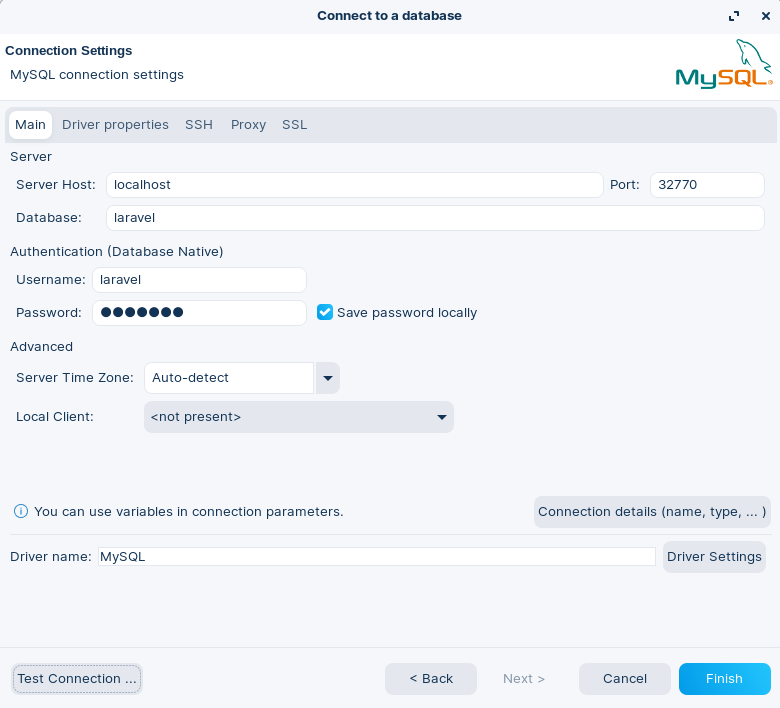 Connect to a database
Connection Settings
MySQL connection settings
MySQL®
Main Driver properties SSH Proxy SSL
Server
Server Host: localhost Port: 32770
Database: laravel
Authentication (Database Native)
Username: laravel
Password: ●●●●●●● Save password locally
Advanced
Server Time Zone: Auto-detect
Local Client: <not present>
You can use variables in connection parameters. Connection details (name, type, ... )
Driver name: MySQL Driver Settings
Test Connection ... < Back Next > Cancel Finish